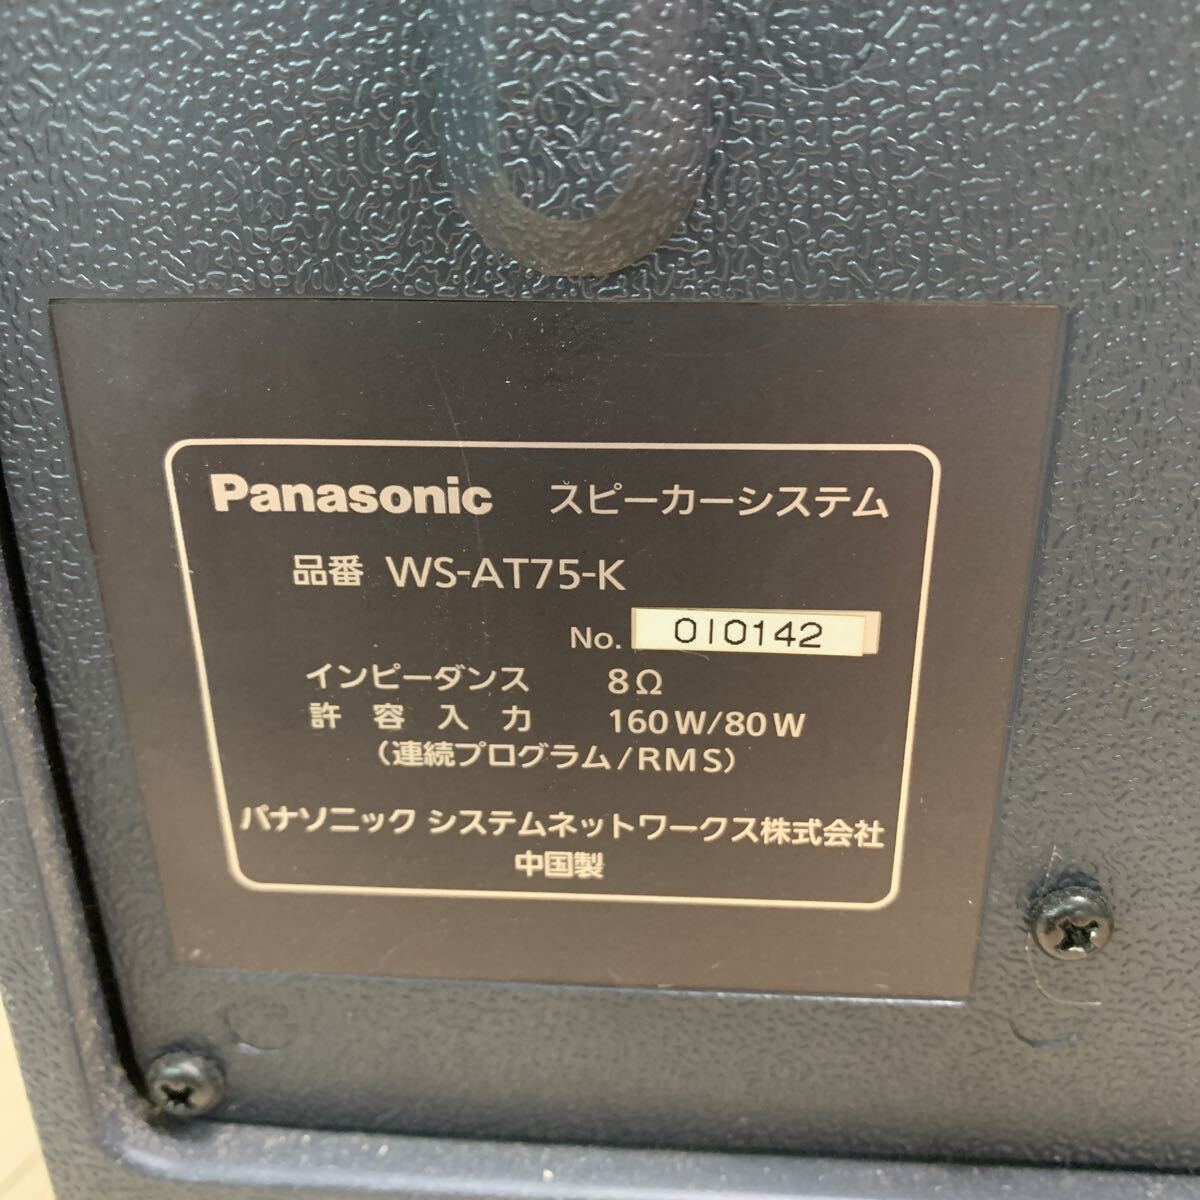 Panasonic スピーカーシステム
品番 WS-AT75-K
No. 010142
インピーダンス 8Ω
許容入力 160W/80W
(連続プログラム/RMS)
パナソニック システムネットワークス株式会社
中国製